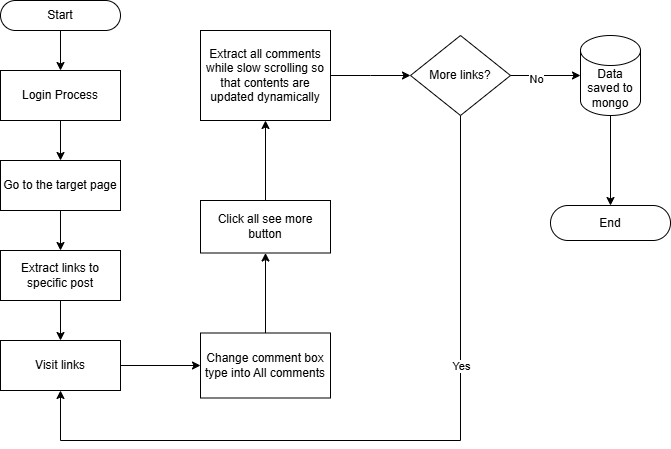 Start
Login Process
Go to the target page
Extract links to
specific post
Visit links
Change comment box
type into All comments
Click all see more
button
Extract all comments
while slow scrolling so
that contents are
updated dynamically
More links?
No
Yes
Data
saved to
mongo
End